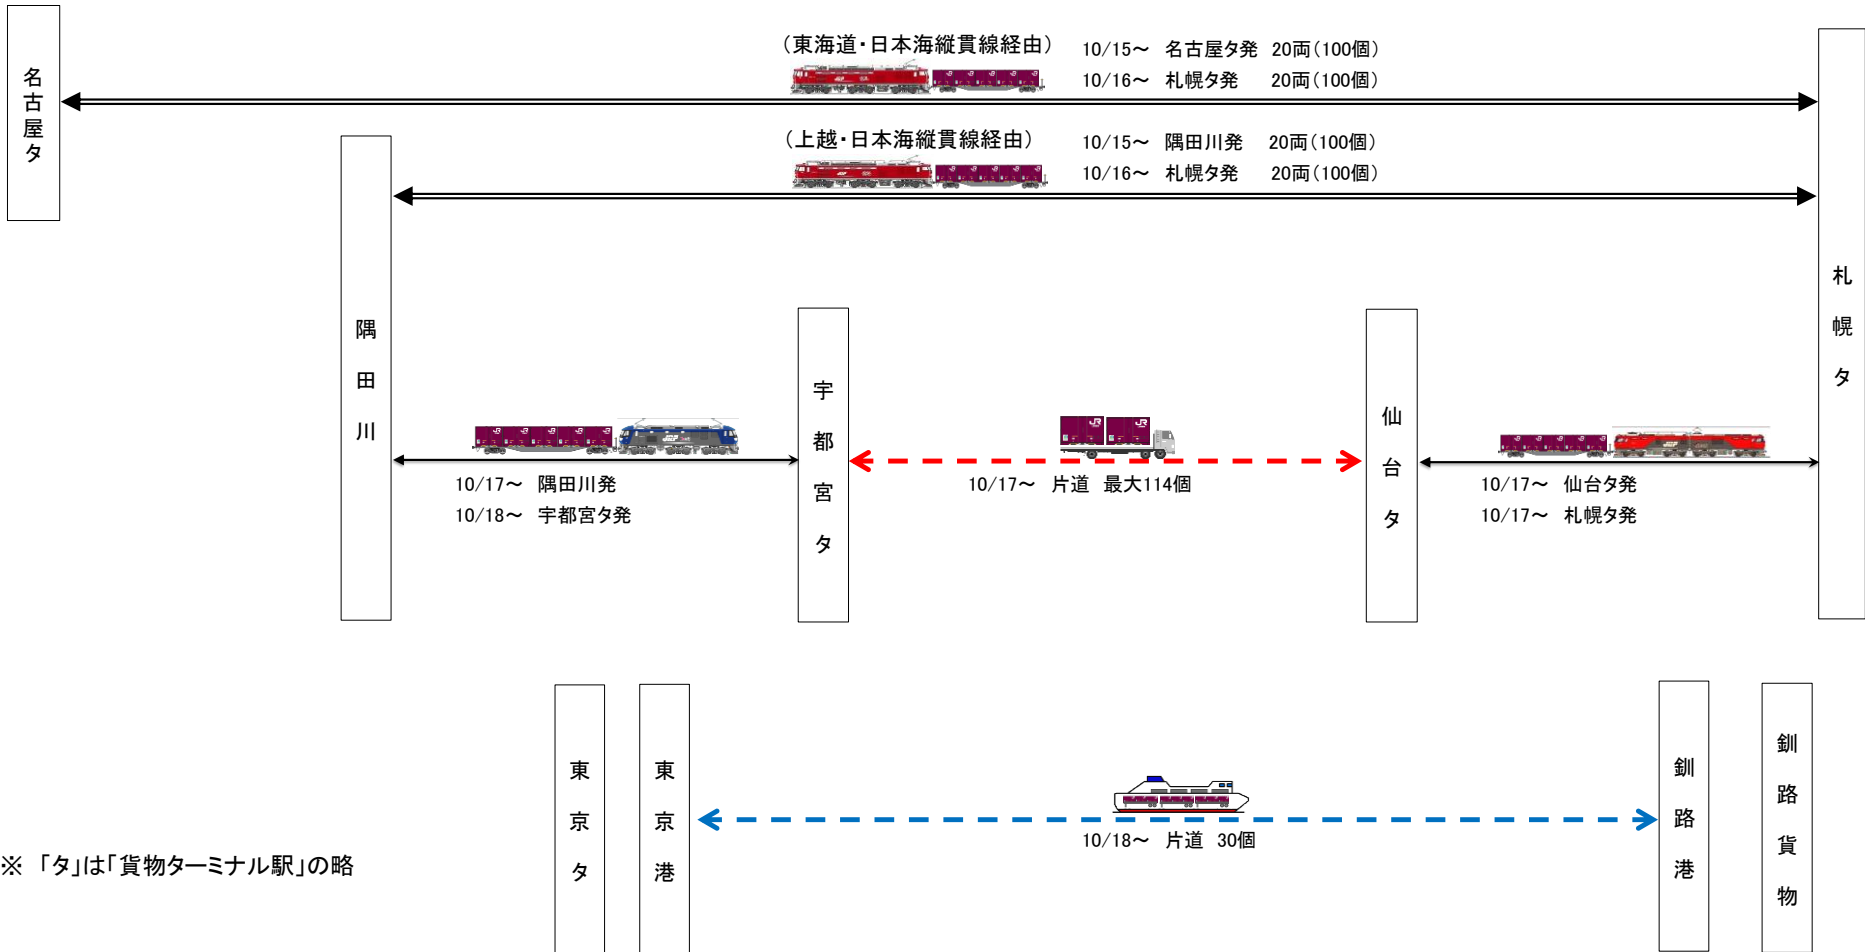 名古屋タ
(東海道・日本海縦貫線経由)
10/15～ 名古屋タ発 20両(100個)
10/16～ 札幌タ発 20両(100個)
(上越・日本海縦貫線経由)
10/15～ 隅田川発 20両(100個)
10/16～ 札幌タ発 20両(100個)
隅田川
札幌タ
宇都宮タ
仙台タ
10/17～ 隅田川発
10/18～ 宇都宮タ発
10/17～ 片道 最大114個
10/17～ 仙台タ発
10/17～ 札幌タ発
東京タ
東京港
10/18～ 片道 30個
釧路港
釧路貨物
※ 「タ」は「貨物ターミナル駅」の略